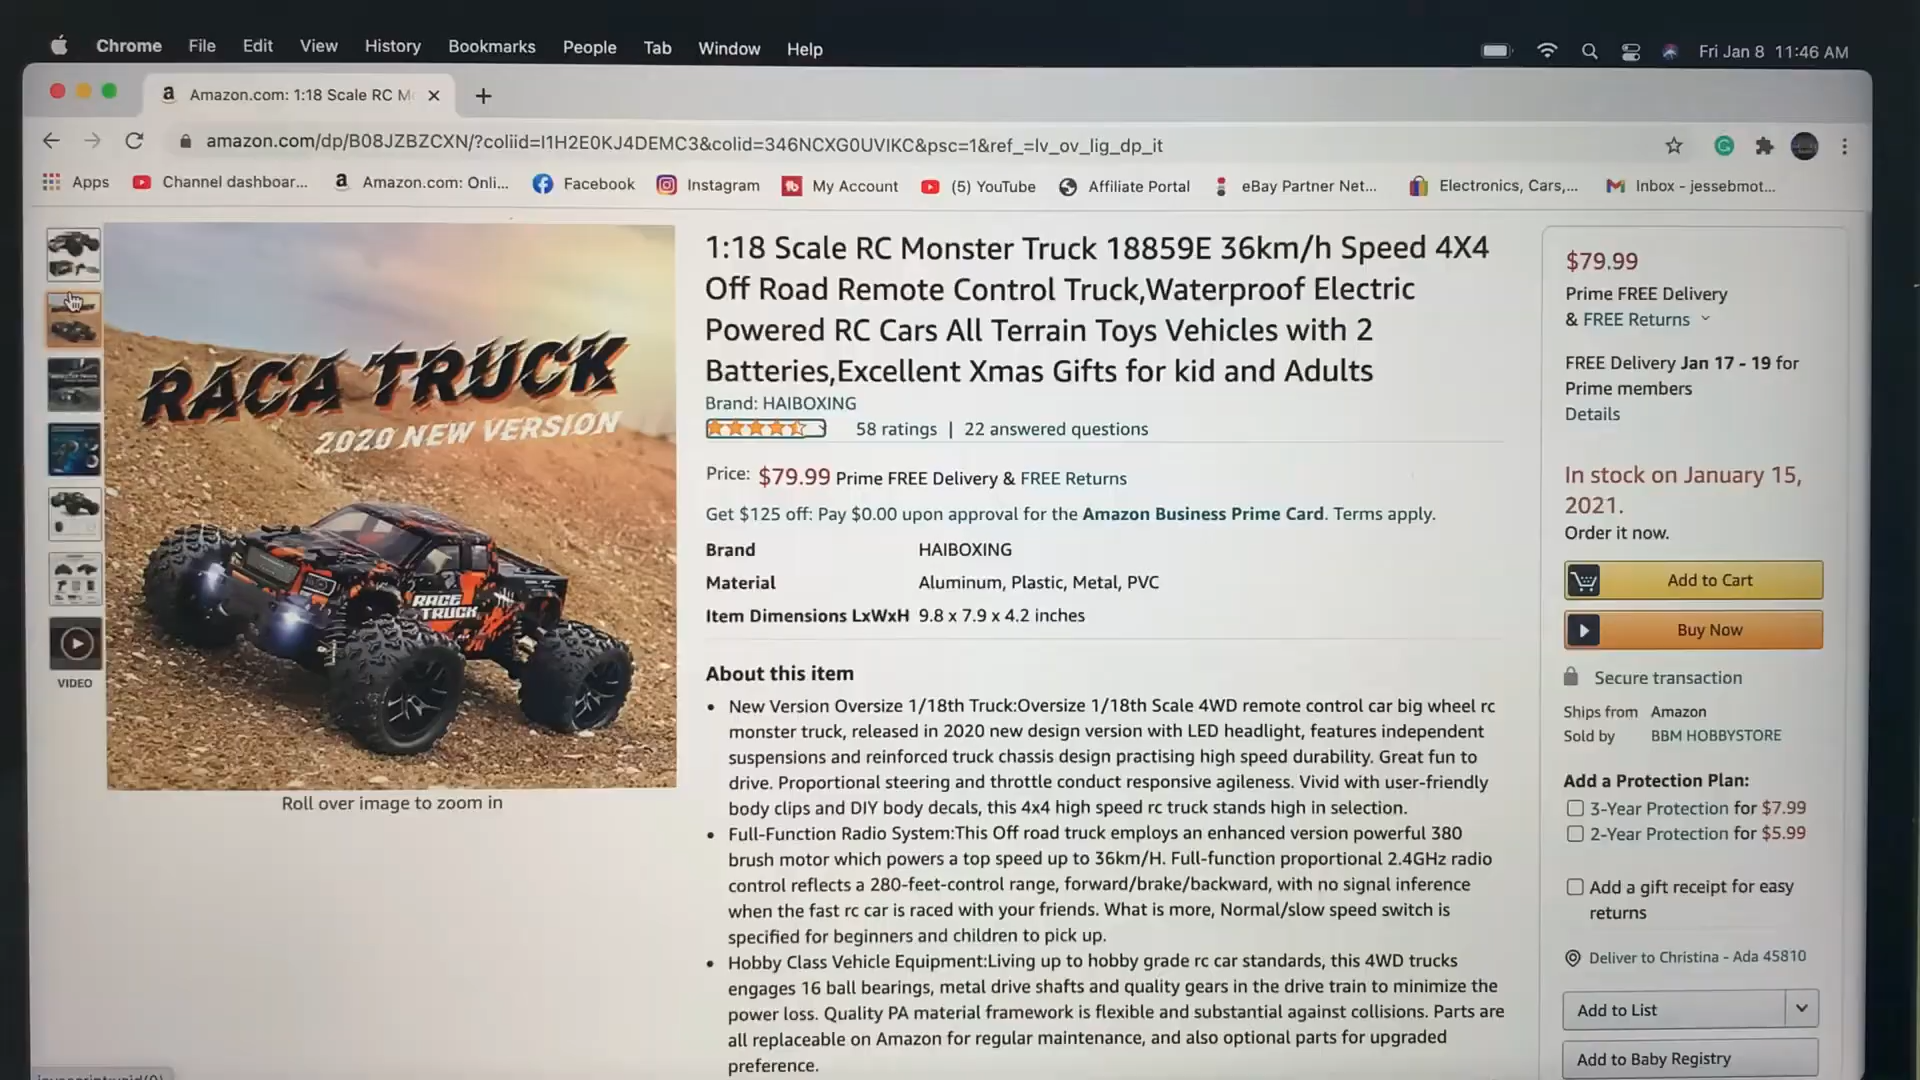 Chrome File Edit View History Bookmarks People Tab Window Help
Fri Jan 8 11:46 AM
Amazon.com: 1:18 Scale RC M
amazon.com/dp/B08JZBZCXN/?coliid=I1H2E0KJ4DEMC3&colid=346NCXG0UVIKC&psc=1&ref_=lv_ov_lig_dp_it
Apps Channel dashboar... Amazon.com: Onli... Facebook Instagram My Account (5) YouTube Affiliate Portal eBay Partner Net... Electronics, Cars,... Inbox - jessebmot...
RACA TRUCK
2020 NEW VERSION
RACE
TRUCK
VIDEO
Roll over image to zoom in
1:18 Scale RC Monster Truck 18859E 36km/h Speed 4X4
Off Road Remote Control Truck,Waterproof Electric
Powered RC Cars All Terrain Toys Vehicles with 2
Batteries,Excellent Xmas Gifts for kid and Adults
Brand: HAIBOXING
58 ratings | 22 answered questions
Price: $79.99 Prime FREE Delivery & FREE Returns
Get $125 off: Pay $0.00 upon approval for the Amazon Business Prime Card. Terms apply.
Brand HAIBOXING
Material Aluminum, Plastic, Metal, PVC
Item Dimensions LxWxH 9.8 x 7.9 x 4.2 inches
About this item
• New Version Oversize 1/18th Truck:Oversize 1/18th Scale 4WD remote control car big wheel rc
monster truck, released in 2020 new design version with LED headlight, features independent
suspensions and reinforced truck chassis design practising high speed durability. Great fun to
drive. Proportional steering and throttle conduct responsive agileness. Vivid with user-friendly
body clips and DIY body decals, this 4x4 high speed rc truck stands high in selection.
• Full-Function Radio System:This Off road truck employs an enhanced version powerful 380
brush motor which powers a top speed up to 36km/H. Full-function proportional 2.4GHz radio
control reflects a 280-feet-control range, forward/brake/backward, with no signal inference
when the fast rc car is raced with your friends. What is more, Normal/slow speed switch is
specified for beginners and children to pick up.
• Hobby Class Vehicle Equipment:Living up to hobby grade rc car standards, this 4WD trucks
engages 16 ball bearings, metal drive shafts and quality gears in the drive train to minimize the
power loss. Quality PA material framework is flexible and substantial against collisions. Parts are
all replaceable on Amazon for regular maintenance, and also optional parts for upgraded
preference.
$79.99
Prime FREE Delivery
& FREE Returns
FREE Delivery Jan 17 - 19 for
Prime members
Details
In stock on January 15,
2021.
Order it now.
Add to Cart
Buy Now
Secure transaction
Ships from Amazon
Sold by BBM HOBBYSTORE
Add a Protection Plan:
3-Year Protection for $7.99
2-Year Protection for $5.99
Add a gift receipt for easy
returns
Deliver to Christina - Ada 45810
Add to List
Add to Baby Registry